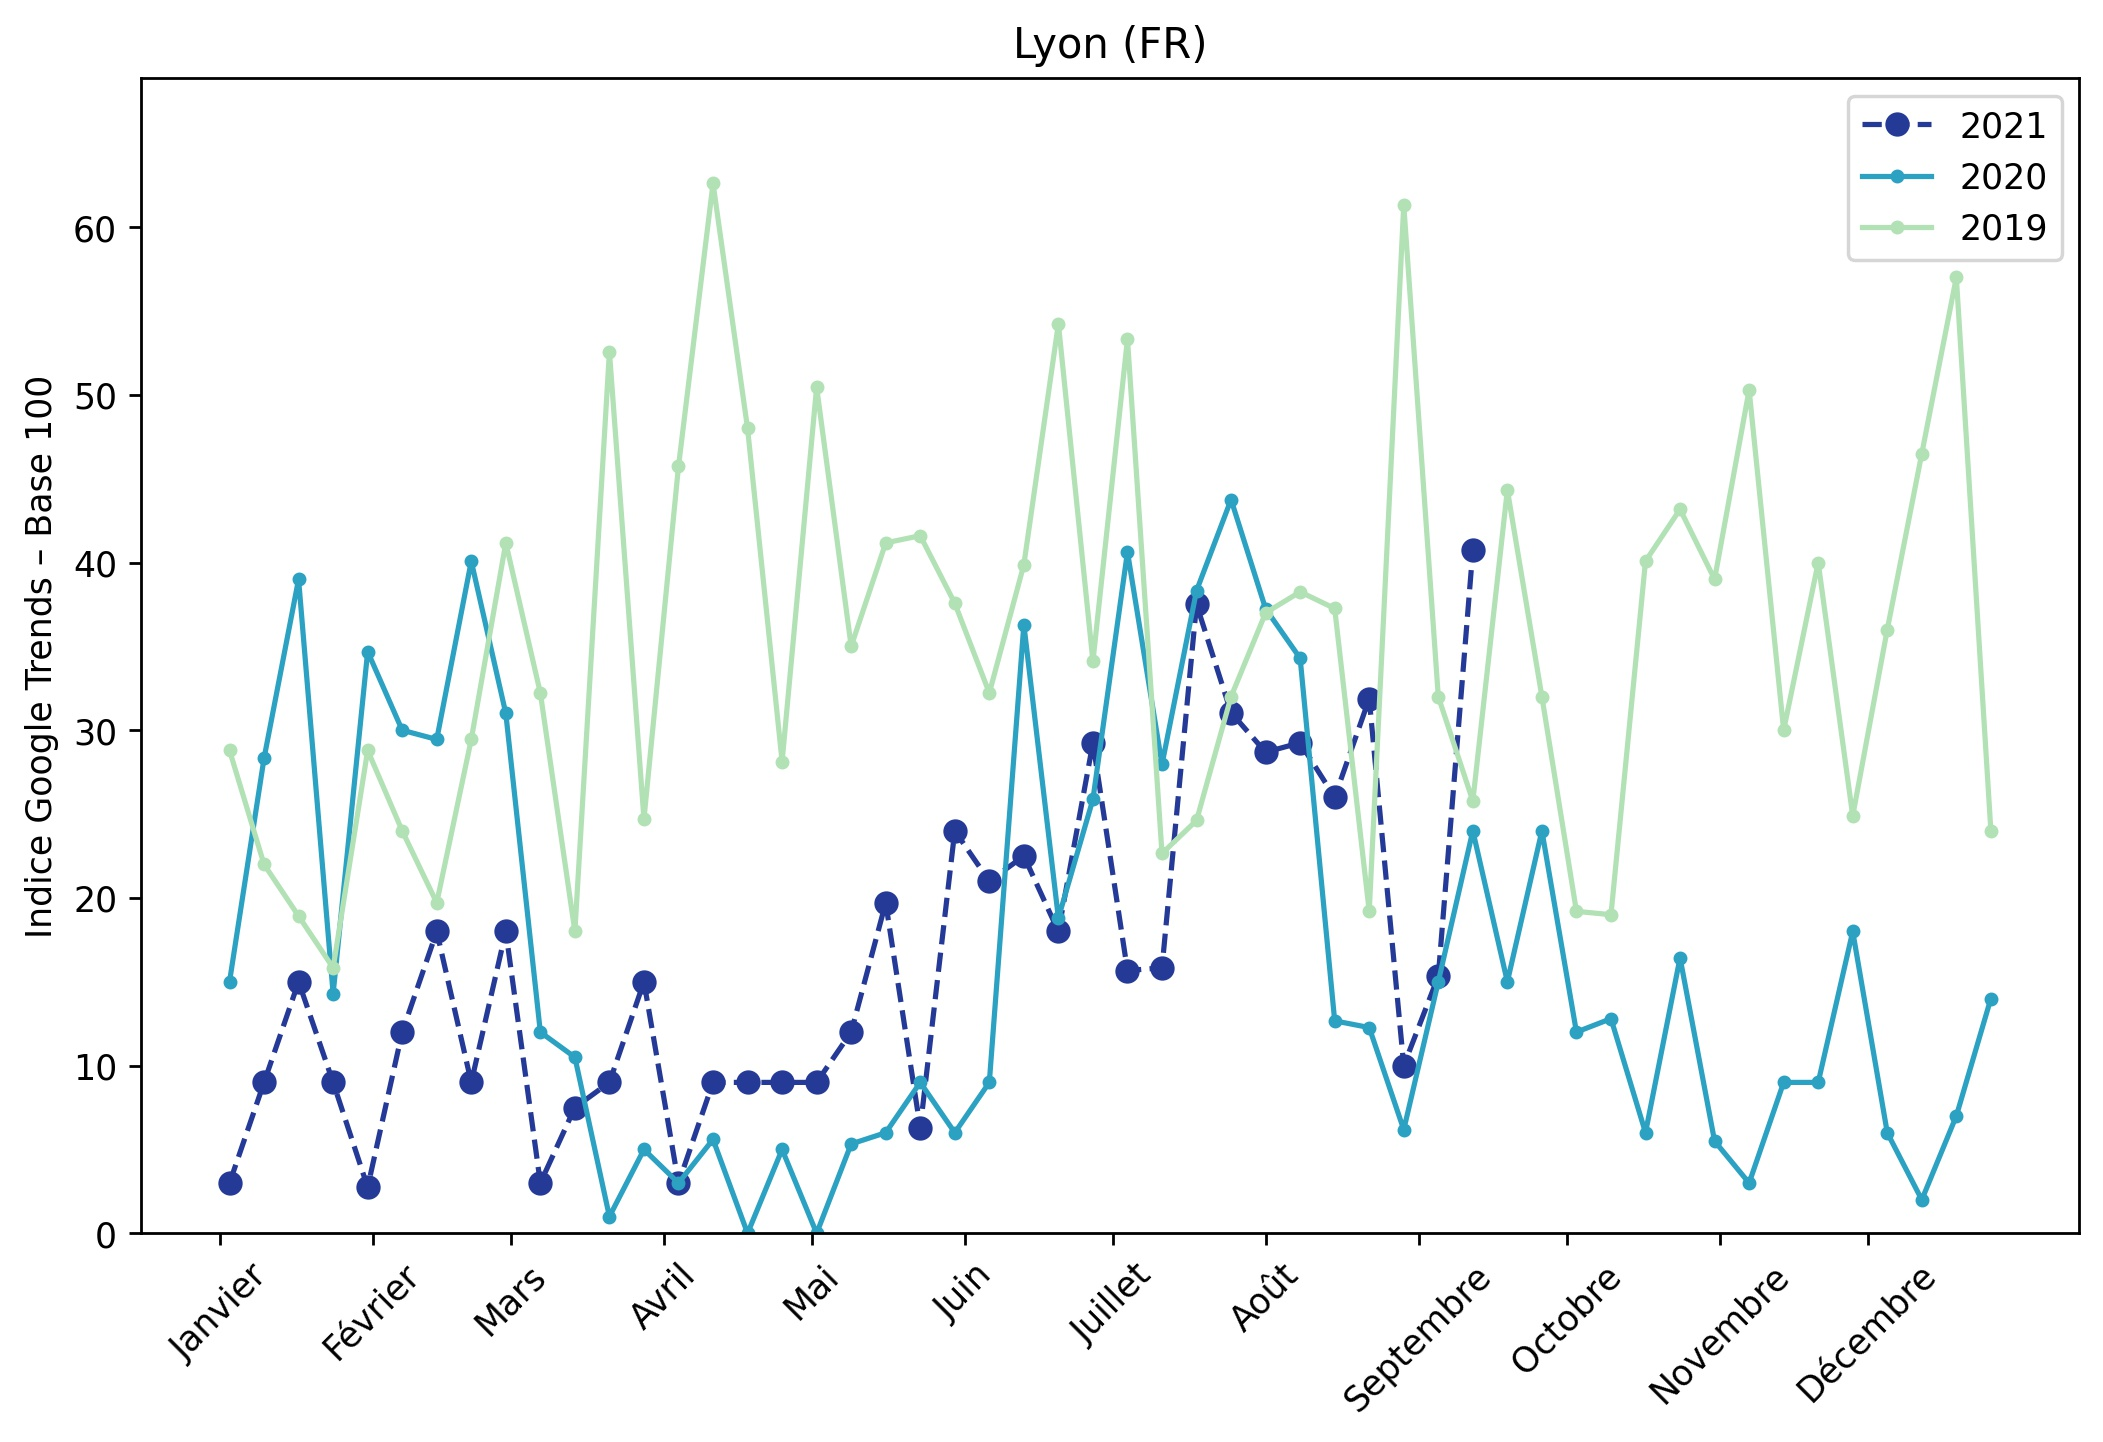 Lyon (FR)
2021
2020
2019
Indice Google Trends – Base 100
60
50
40
30
20
10
0
Janvier
Février
Mars
Avril
Mai
Juin
Juillet
Août
Septembre
Octobre
Novembre
Décembre